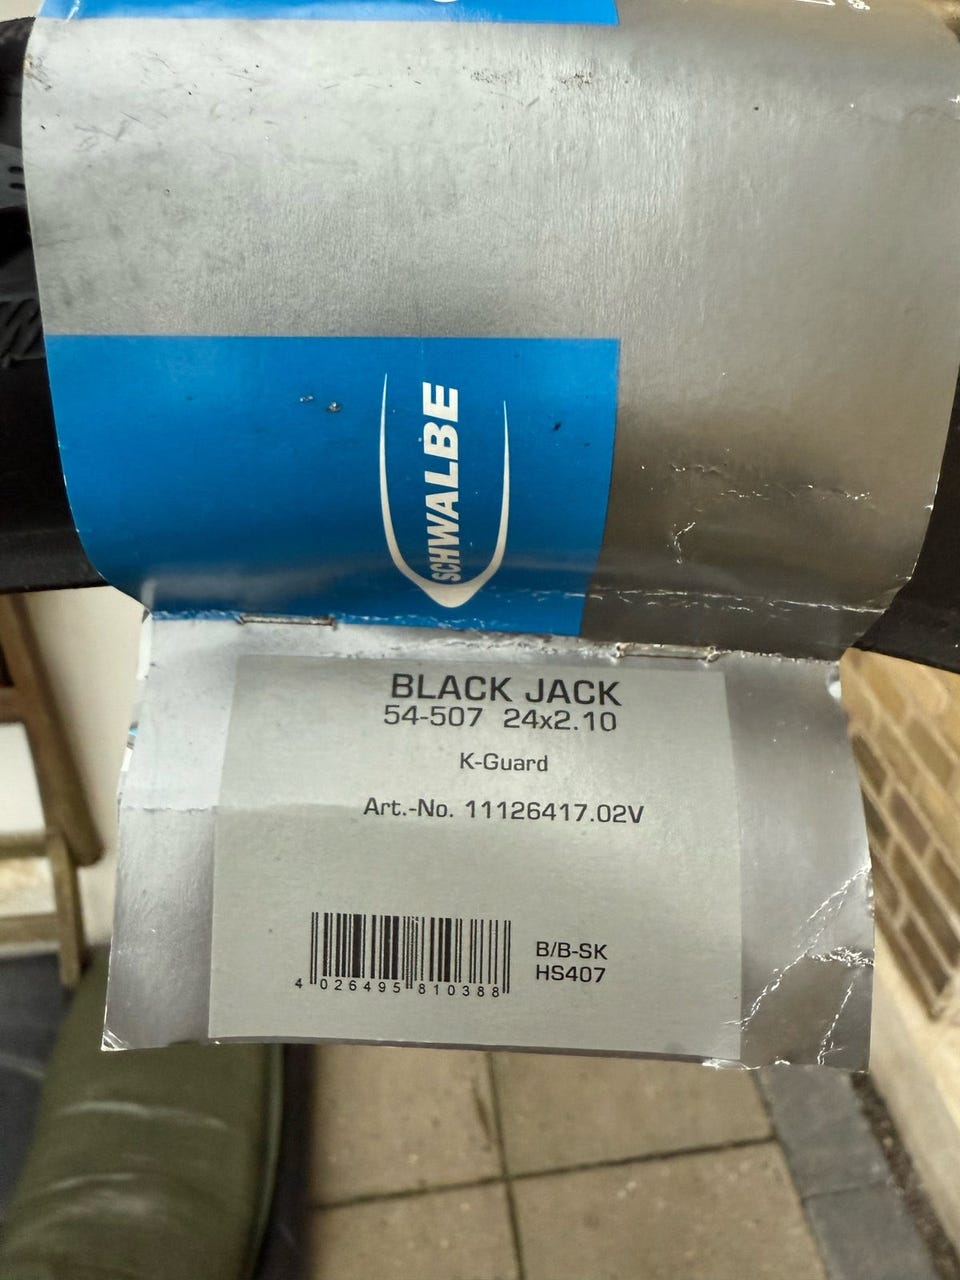 SCHWALBE
BLACK JACK
54-507 24x2.10
K-Guard
Art.-No. 11126417.02V
B/B-SK
HS407
4 026495 810388